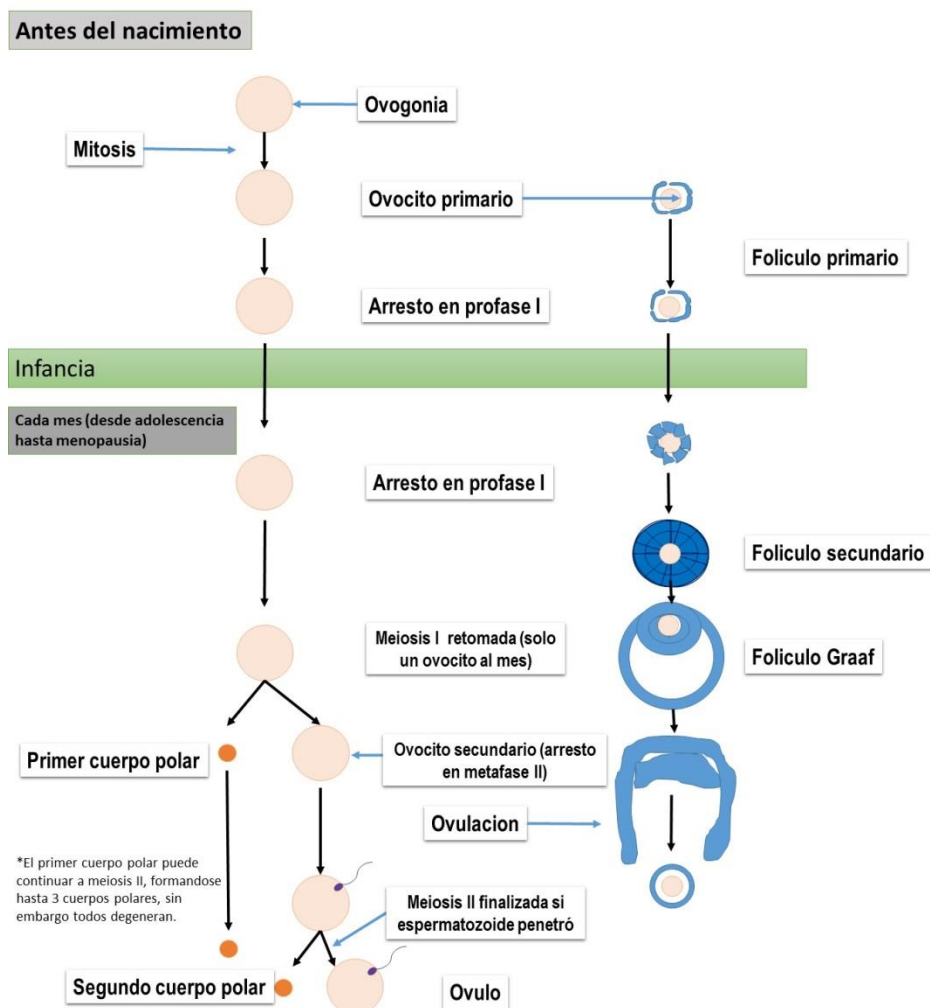 Antes del nacimiento
Ovogonia
Mitosis
Ovocito primario
Foliculo primario
Arresto en profase I
Infancia
Cada mes (desde adolescencia
hasta menopausia)
Arresto en profase I
Foliculo secundario
Meiosis I retomada (solo
un ovocito al mes)
Foliculo Graaf
Primer cuerpo polar
Ovocito secundario (arresto
en metafase II)
Ovulacion
*El primer cuerpo polar puede
continuar a meiosis II, formandose
hasta 3 cuerpos polares, sin
embargo todos degeneran.
Meiosis II finalizada si
espermatozoide penetró
Segundo cuerpo polar
Ovulo